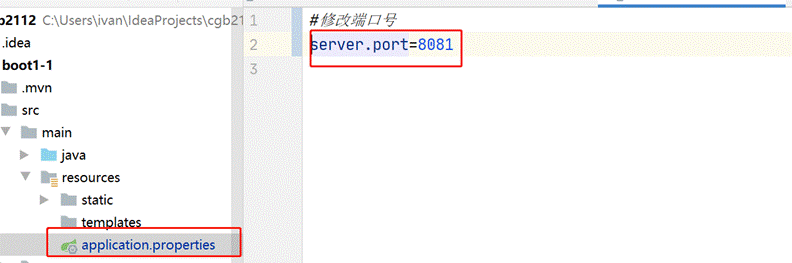 b2112 C:\Users\ivan\IdeaProjects\cgb21
.idea
boot1-1
.mvn
src
main
java
resources
static
templates
application.properties
1 #修改端口号
2 server.port=8081
3